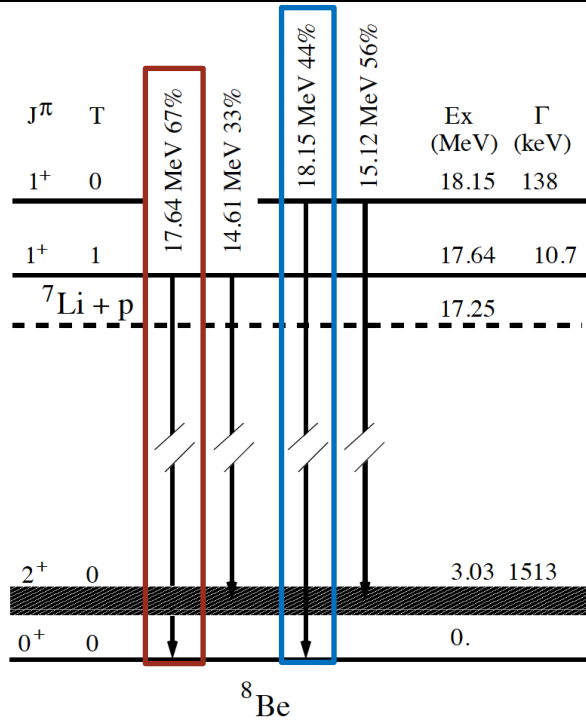 17.64 MeV 67%
14.61 MeV 33%
18.15 MeV 44%
15.12 MeV 56%
Jπ T Ex Γ
(MeV) (keV)
1+ 0 18.15 138
1+ 1 17.64 10.7
7Li + p 17.25
2+ 0 3.03 1513
0+ 0 0.
8Be